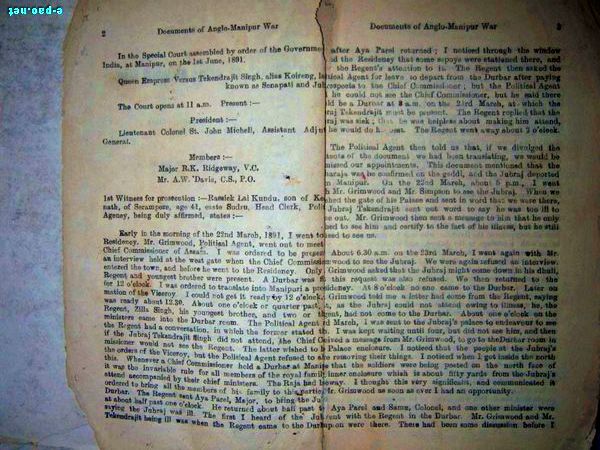 e-pao.net
2 Documents of Anglo-Manipur War
In the Special Court assembled by order of the Governmen
India, at Manipur, on the 1st June, 1891.
Queen Empress Versus Tekendrajit Singh, alias Koireng,
known as Senapati and Ju
The Court opens at 11 a.m. Present :—
President :—
Lieutenant Colonel St. John Michell, Assistant Adjut
General.
Members :—
Major R.K. Ridgeway, V.C.
Mr. A.W. Davis, C.S., P.O.
1st Witness for prosecution :—Rassick Lal Kundu, son of Ke
nath, of Serampore, age 41, caste Sudra, Head Clerk, Poli
Agency, being duly affirmed, states :—
Early in the morning of the 22nd March, 1891, I went to
Residency. Mr. Grimwood, Political Agent, went out to meet
Chief Commissioner of Assam. I was ordered to be present
an interview held at the west gate when the Chief Commission
entered the town, and before he went to the Residency. Only
Regent and youngest brother were present. A Durbar was
for 12 o'clock. I was ordered to translate into Manipuri a
mation of the Viceroy. I could not get it ready by 12 o'clock,
was ready about 12.30. About one o'clock or quarter past,
Regent, Zilla Singh, his youngest brother, and two or
ministers came into the Durbar room. The Political Agent
the Regent had a conversation, in which the former stated th
if the Jubraj Tekendrajit Singh did not attend, the Chief Co
missioner would not see the Regent. The latter wished to
the orders of the Viceroy, but the Political Agent refused to
this. Whenever a Chief Commissioner held a Durbar at Mani
it was the invariable rule for all members of the royal family
attend accompanied by their chief ministers. The Raja had
ordered to bring all the members of his family to this
Durbar. The Regent sent Aya Parel, Major, to bring the Ju
at about half past one o'clock. He returned about half past
saying the Jubraj was ill. The first I heard of the
Tekendrajit being ill was when the Regent came to the Durb
Documents of Anglo-Manipur War 3
after Aya Parel returned ; I noticed through the window
and the Residency that some sepoys were stationed there, and
the Regent's attention to it. The Regent then asked the
tical Agent for leave to depart from the Durbar after paying
respects to the Chief Commissioner ; but the Political Agent
he could not see the Chief Commissioner, but he said there
ld be a Durbar at 8 a.m. on the 23rd March, at which the
Tekendrajit must be present. The Regent replied that the
raj was sick ; that he was helpless about making him attend,
he would do best. The Regent went away about 2 o'clock.
The Political Agent then told us that, if we divulged the
of the document we had been translating, we would be
missed our appointments. This document mentioned that the
haraja was confirmed on the gaddi, and the Jubraj deported
Manipur. On the 22nd March, about 5 p.m., I went
Mr. Grimwood and Mr. Simpson to see the Jubraj. When we
ched the gate of his Palace and sent in word that we were there,
Jubraj Tekendrajit sent out word to say he was too ill to
out. Mr. Grimwood then sent a message to him that he only
ed to see him and certify to the fact of his illness, but he still
used to see us.
About 6.30 a.m. on the 23rd March, I went again with Mr.
wood to see the Jubraj. We were again refused an interview.
Grimwood asked that the Jubraj might come down in his dhuli,
this request was also refused. We then returned to the
Residency. At 8 o'clock no one came to the Durbar. Later on
Grimwood told me a letter had come from the Regent, saying
as the Jubraj could not attend owing to illness, he, the
had not come to the Durbar. About one o'clock on the
March, I was sent to the Jubraj's palace to endeavour to see
I was kept waiting until four, but did not see him, and then
received a message from Mr. Grimwood, to go to the Durbar room in
Palace enclosure. I noticed that the people at the Jubraj's
removing their things. I noticed when I got inside the north
that the soldiers were being posted on the north face of
inner enclosure which is about fifty yards from the Jubraj's
I thought this very significant, and communicated it
Mr. Grimwood as soon as ever I had an opportunity.
Aya Parel and Samu, Colonel, and one other minister were
with the Regent in the Durbar. Mr. Grimwood and Mr.
were there. There had been some discussion before I